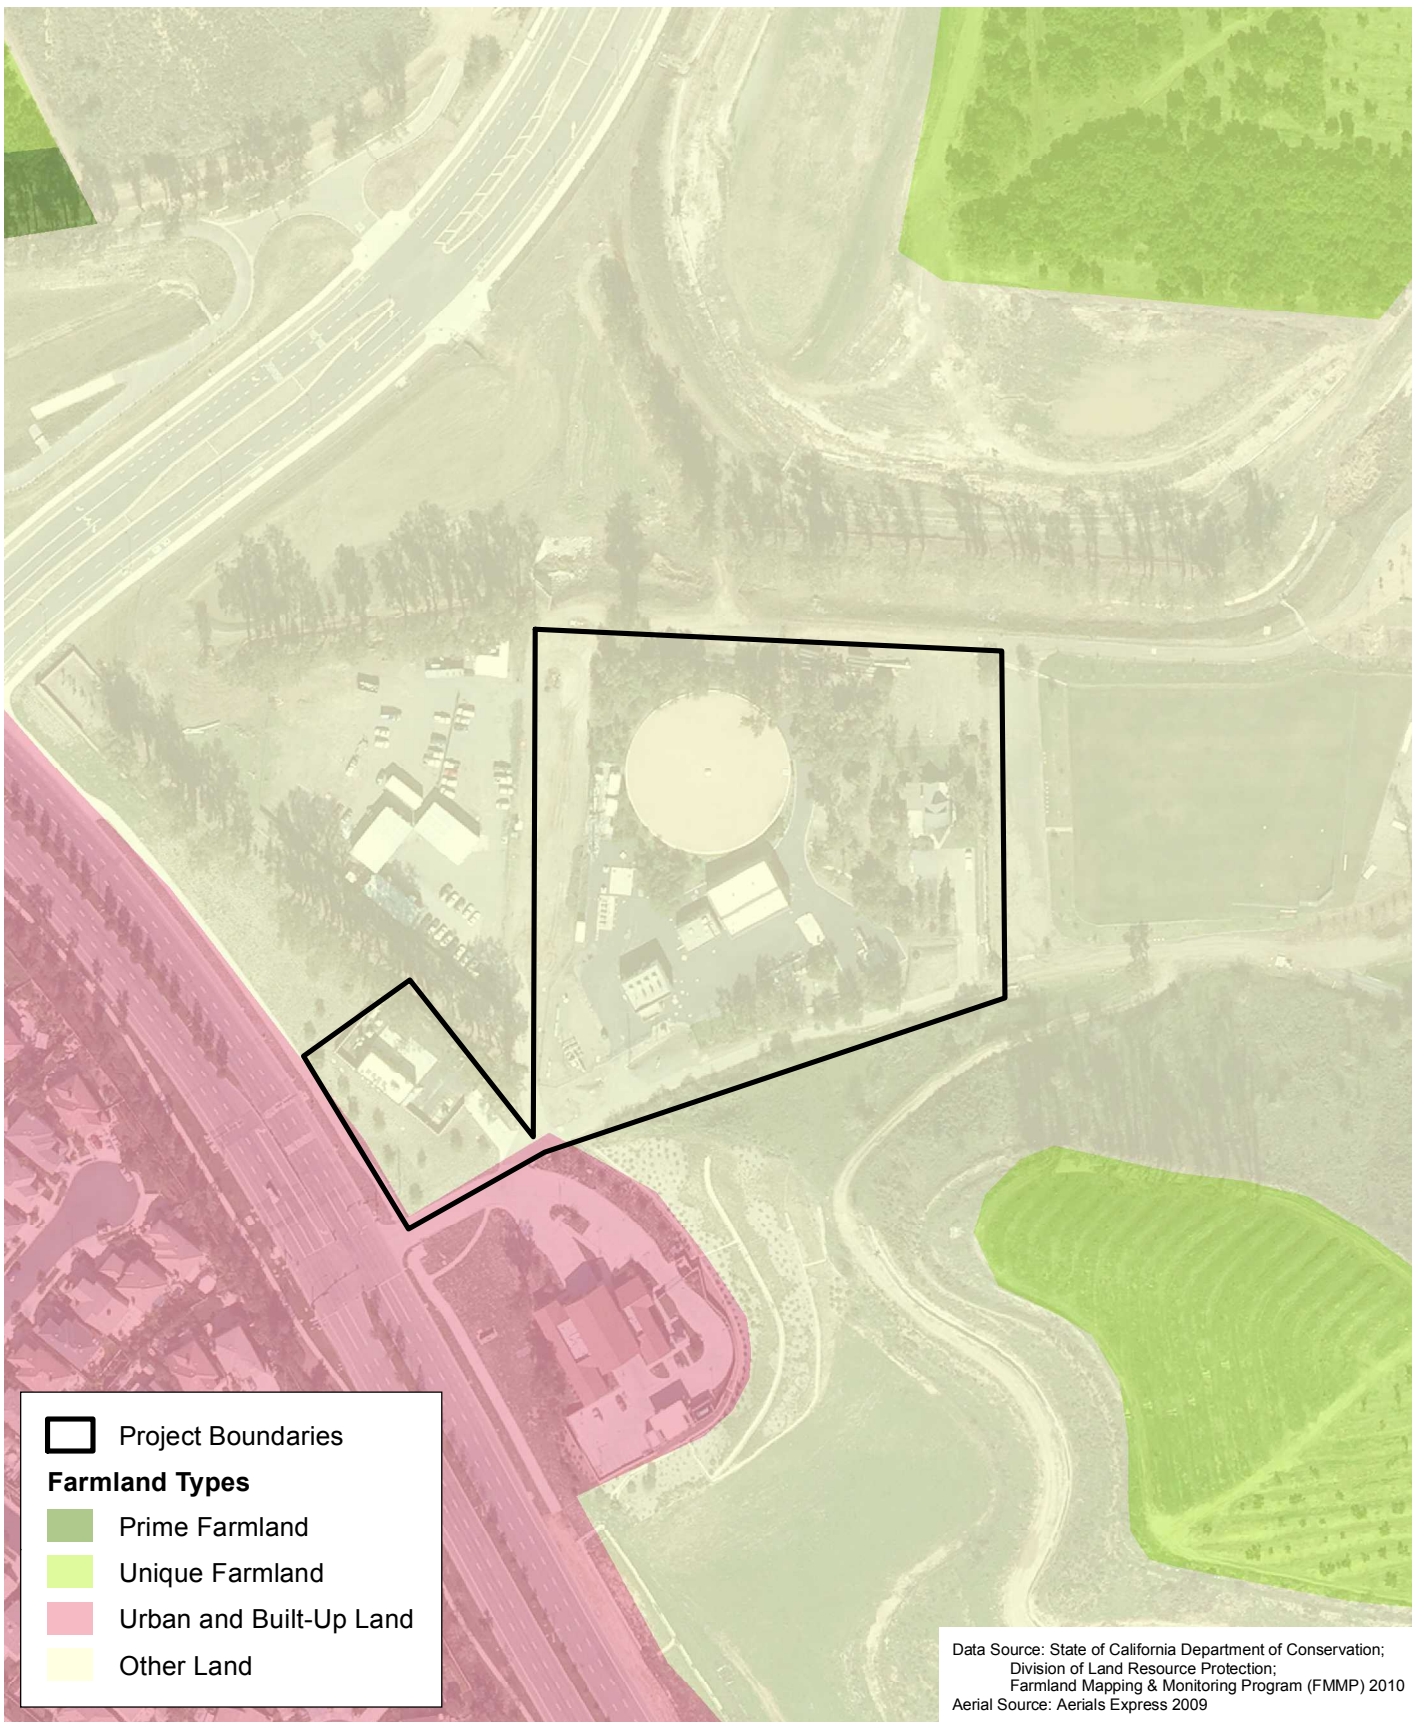 Project Boundaries
Farmland Types
Prime Farmland
Unique Farmland
Urban and Built-Up Land
Other Land
Data Source: State of California Department of Conservation;
Division of Land Resource Protection;
Farmland Mapping & Monitoring Program (FMMP) 2010
Aerial Source: Aerials Express 2009